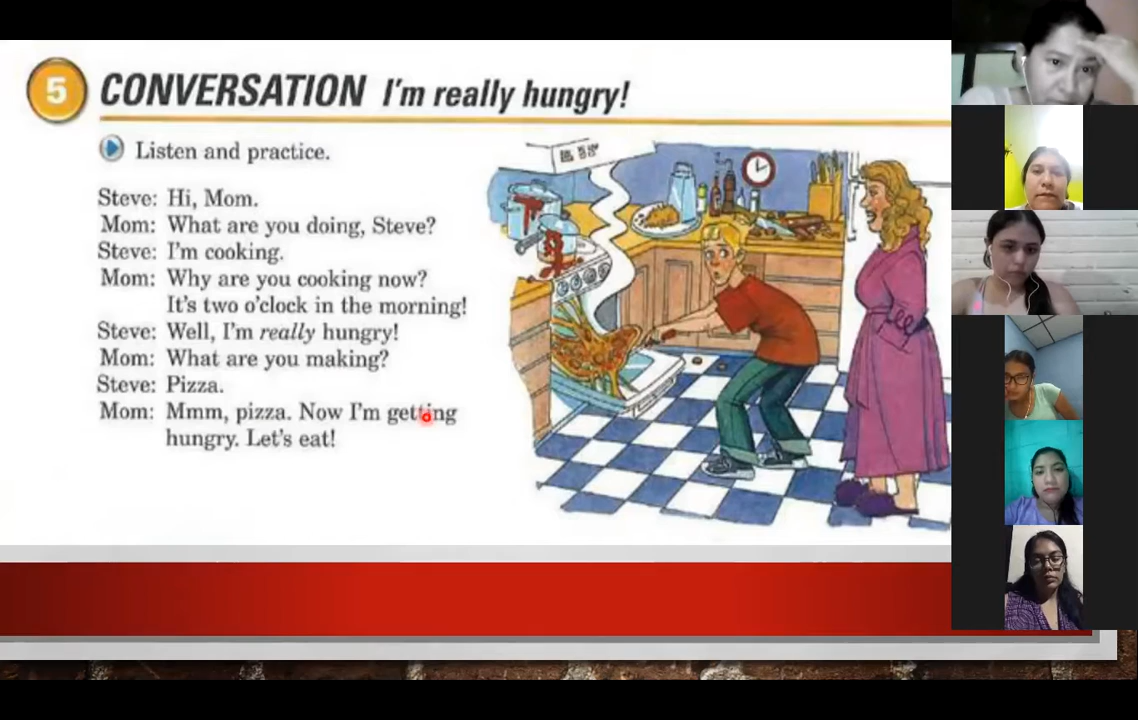 5 CONVERSATION I'm really hungry!
Listen and practice.
Steve: Hi, Mom.
Mom: What are you doing, Steve?
Steve: I'm cooking.
Mom: Why are you cooking now?
It's two o'clock in the morning!
Steve: Well, I'm really hungry!
Mom: What are you making?
Steve: Pizza.
Mom: Mmm, pizza. Now I'm getting
hungry. Let's eat!